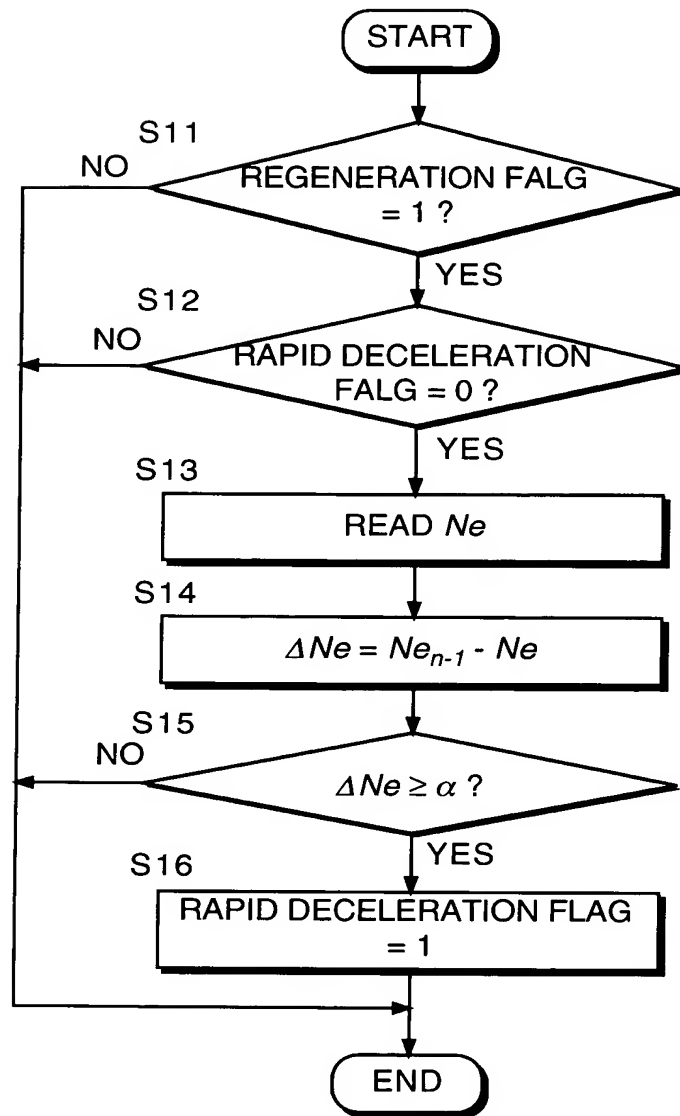 START
S11
NO
REGENERATION FALG
= 1 ?
YES
S12
NO
RAPID DECELERATION
FALG = 0 ?
YES
S13
READ Ne
S14
ΔNe = Neₙ₋₁ - Ne
S15
NO
ΔNe ≥ α ?
YES
S16
RAPID DECELERATION FLAG
= 1
END